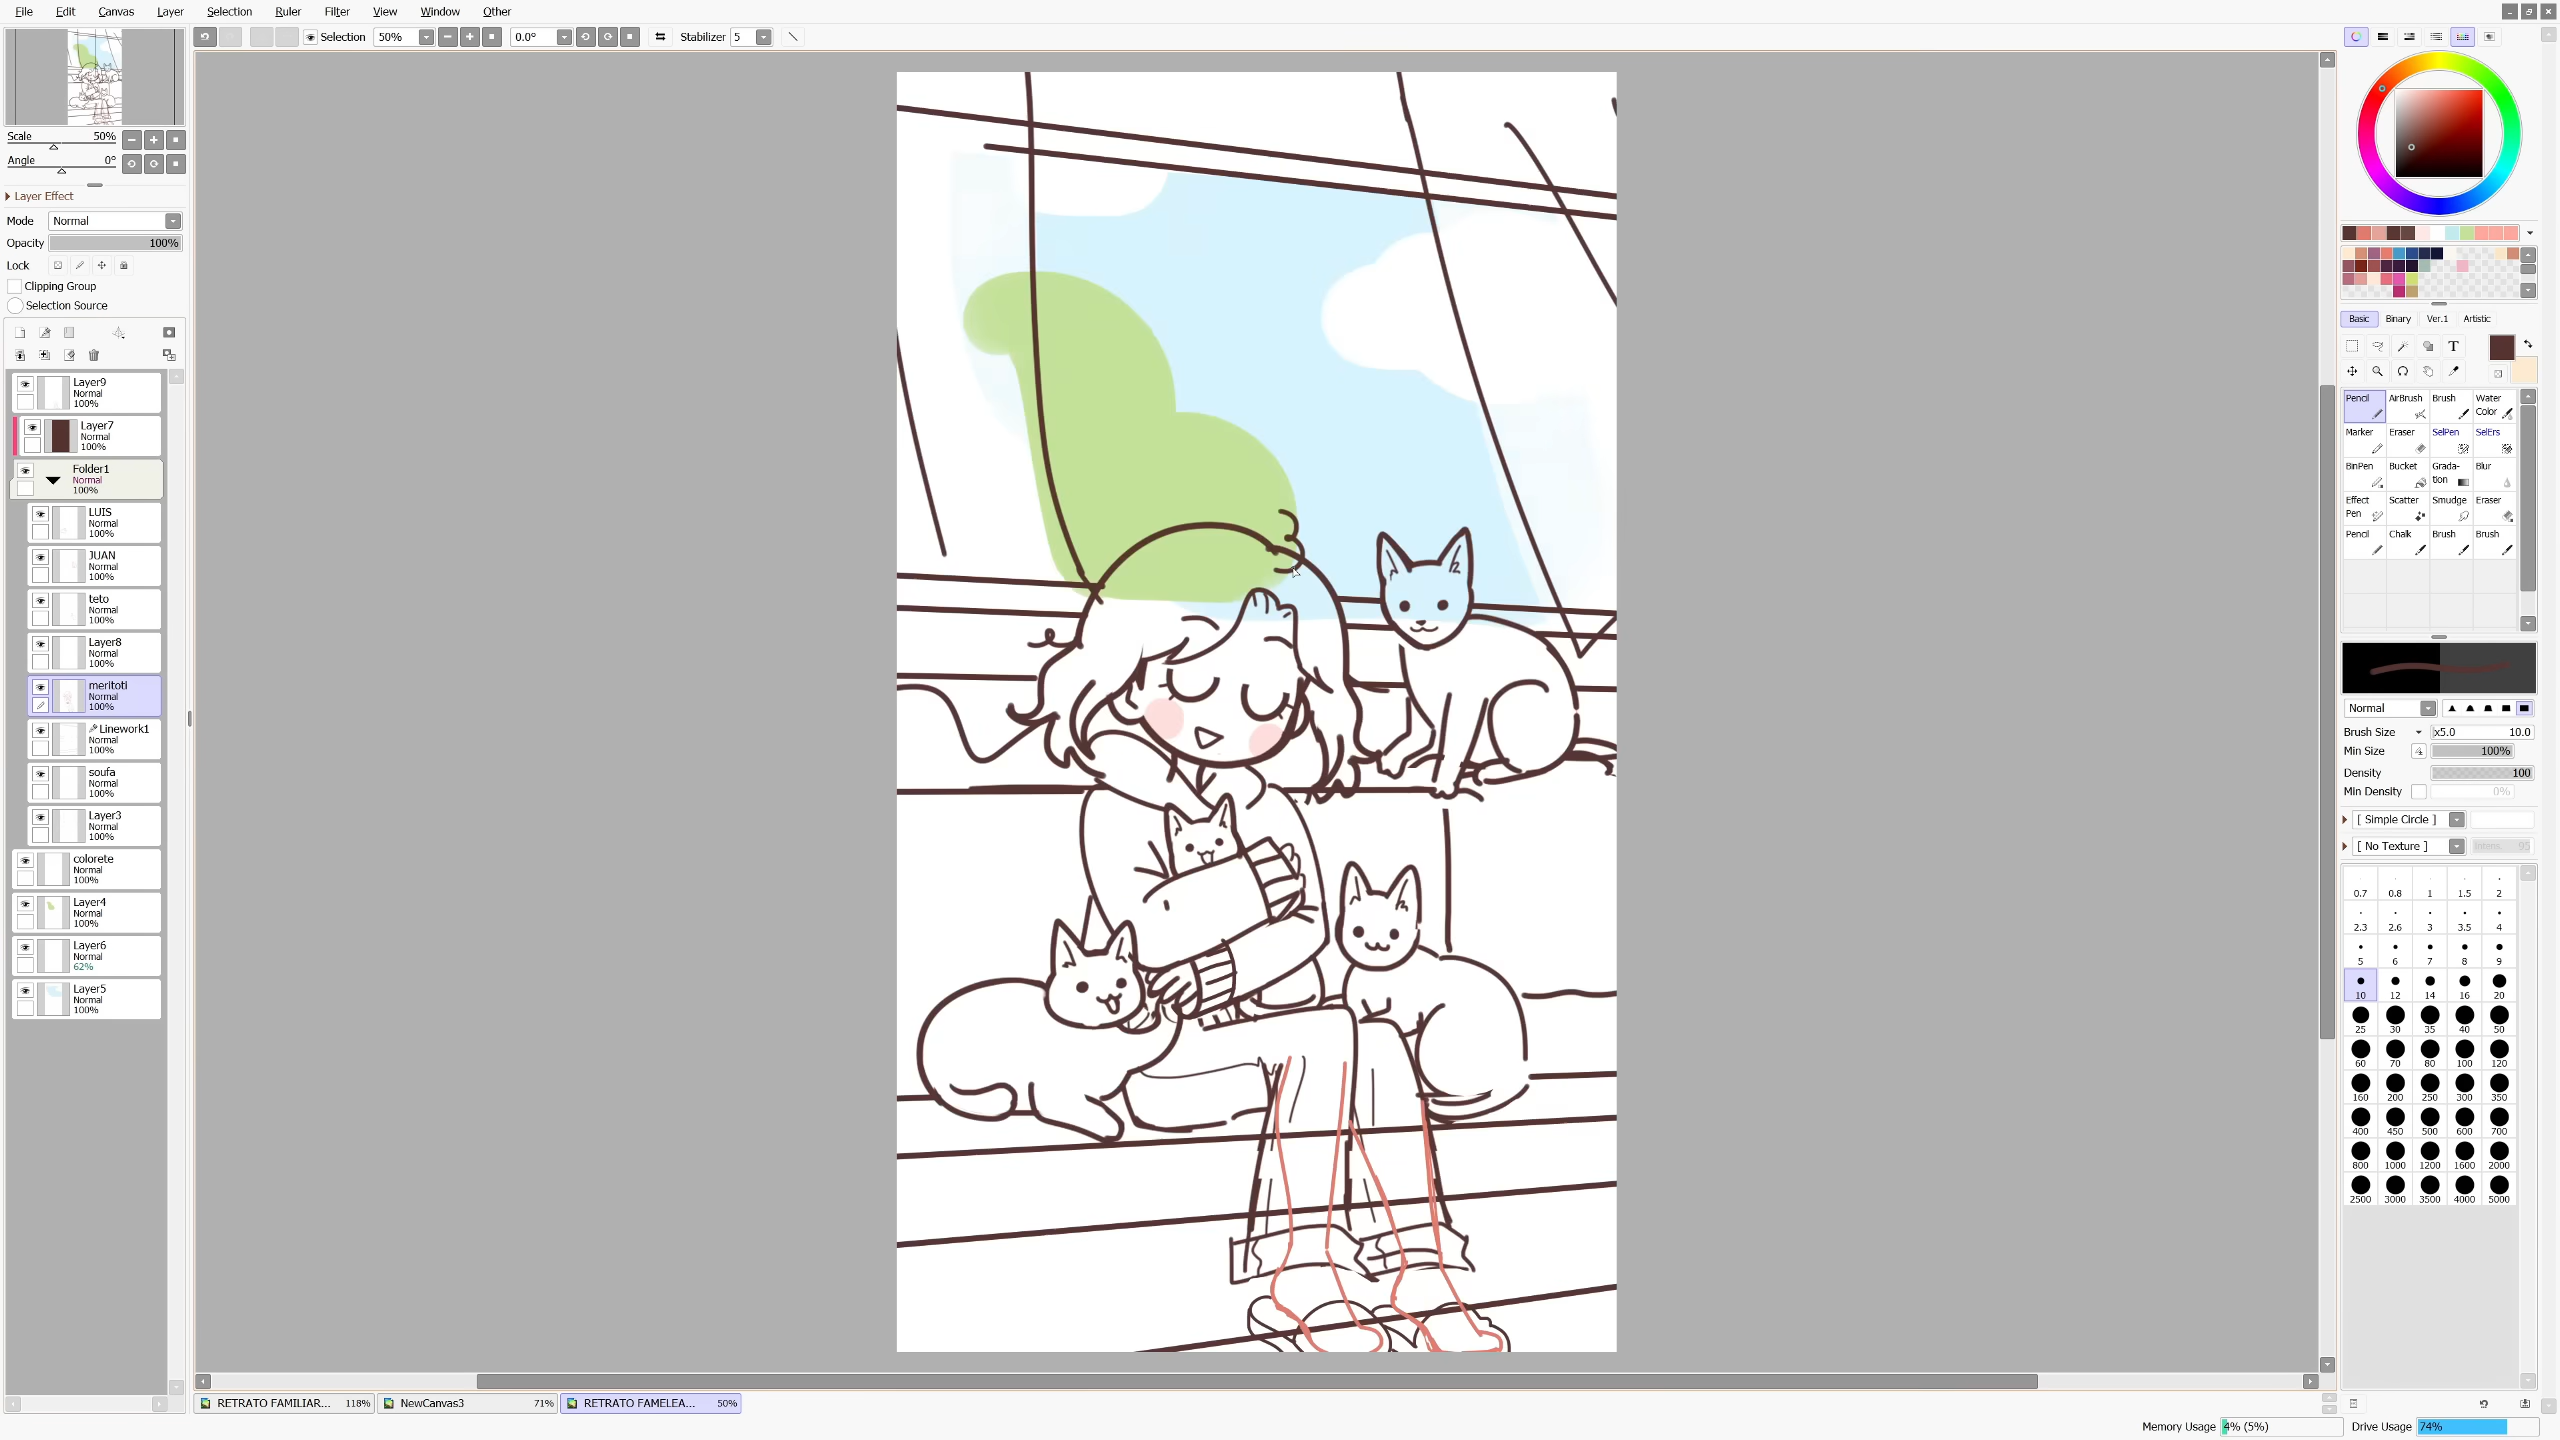 File Edit Canvas Layer Selection Ruler Filter View Window Other
Selection 50% 0.0° Stabilizer 5
Scale 50%
Angle 0°
Layer Effect
Mode Normal
Opacity 100%
Lock
Clipping Group
Selection Source
Layer9
Normal
100%
Layer7
Normal
100%
Folder1
Normal
100%
LUIS
Normal
100%
JUAN
Normal
100%
teto
Normal
100%
Layer8
Normal
100%
meritoti
Normal
100%
Linework1
Normal
100%
soufa
Normal
100%
Layer3
Normal
100%
colorete
Normal
100%
Layer4
Normal
100%
Layer6
Normal
62%
Layer5
Normal
100%
RETRATO FAMILIAR... 118% NewCanvas3 71% RETRATO FAMELEA... 50%
Basic Binary Ver.1 Artistic
T
Pencil AirBrush Brush Water Color
Marker Eraser SelPen SelErs
BinPen Bucket Grada-tion Blur
Effect Pen Scatter Smudge Eraser
Pencil Chalk Brush Brush
Normal
Brush Size x5.0 10.0
Min Size 100%
Density 100
Min Density 0%
[ Simple Circle ]
[ No Texture ] Intens. 95
0.7 0.8 1 1.5 2
2.3 2.6 3 3.5 4
5 6 7 8 9
10 12 14 16 20
25 30 35 40 50
60 70 80 100 120
160 200 250 300 350
400 450 500 600 700
800 1000 1200 1600 2000
2500 3000 3500 4000 5000
Memory Usage 4% (5%) Drive Usage 74%